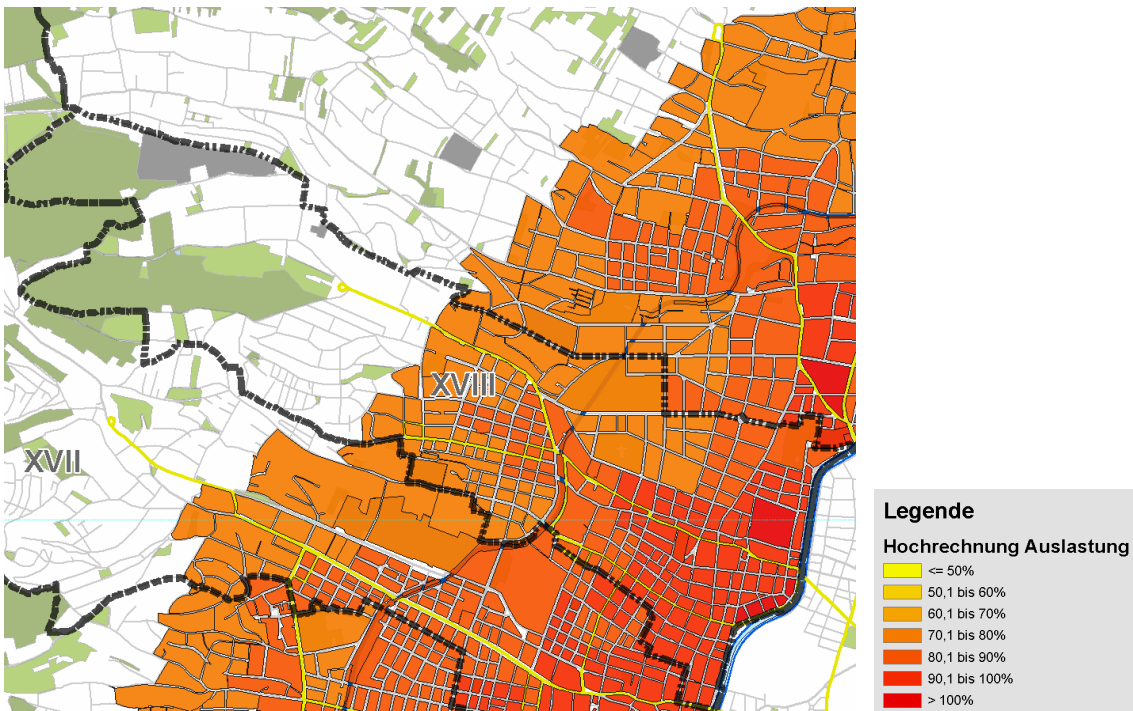 XVIII
XVII
Legende
Hochrechnung Auslastung
<= 50%
50,1 bis 60%
60,1 bis 70%
70,1 bis 80%
80,1 bis 90%
90,1 bis 100%
> 100%